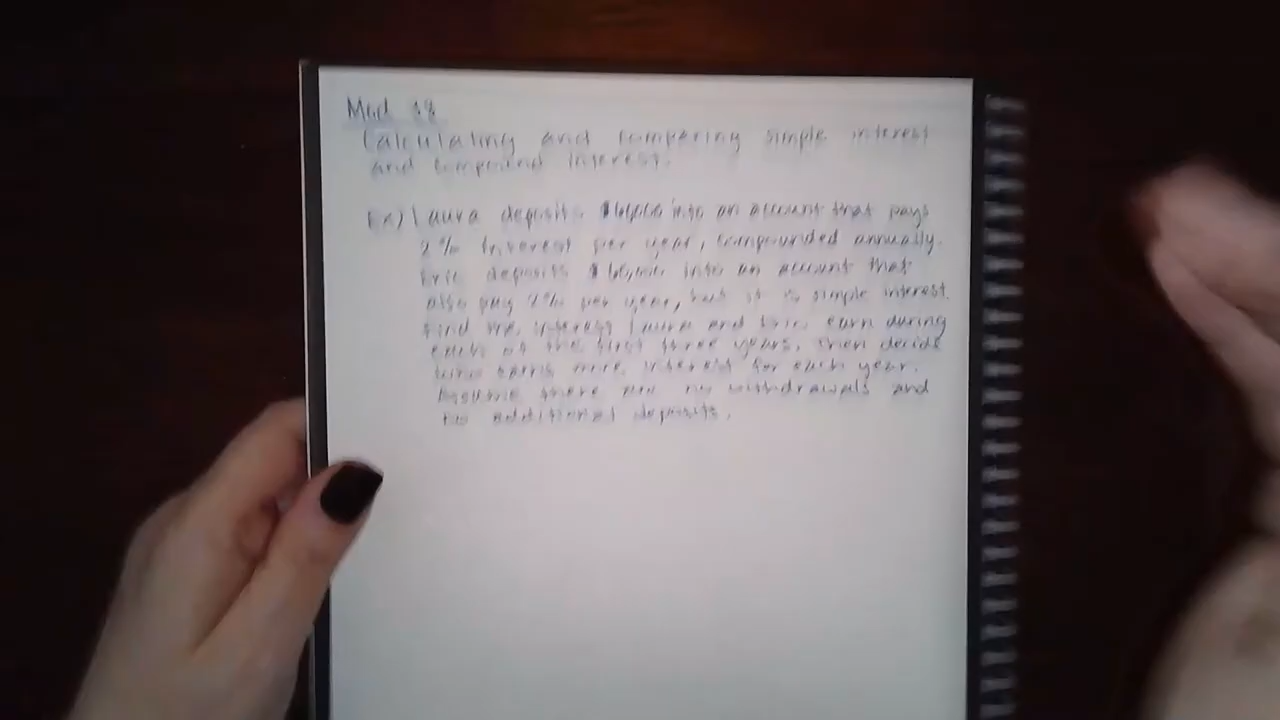 Calculating and comparing simple interest
and compound interest.
Ex) Laura deposits into an account that pays
2% interest per year, compounded annually.
Eric deposits into an account that
also pay 2% per year, but it is simple interest.
Find the interest Laura and Eric earn during
each of the first three years, then decide
who earns more interest for each year.
Assume there are no withdrawals and
no additional deposits.